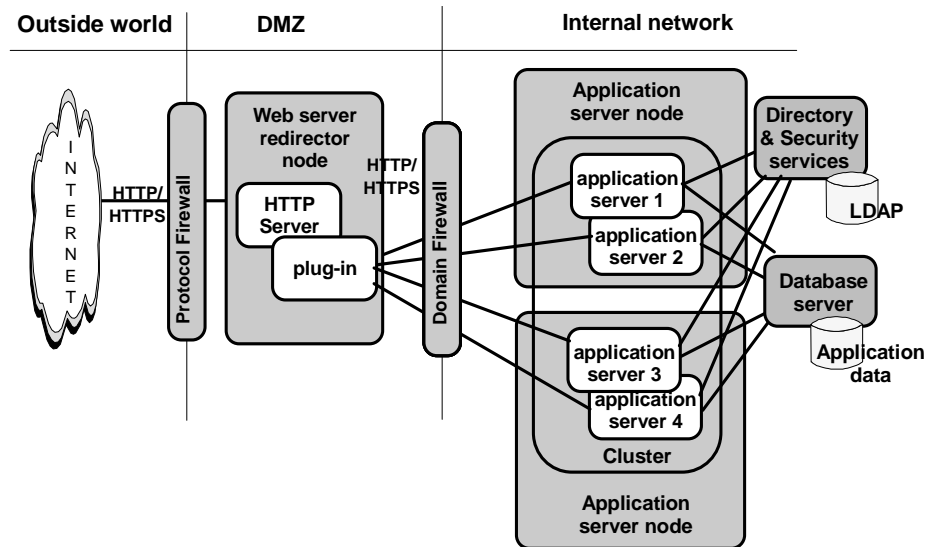 Outside world
DMZ
Internal network
INTERNET
HTTP/
HTTPS
Protocol Firewall
Web server
redirector
node
HTTP
Server
plug-in
HTTP/
HTTPS
Domain Firewall
Application
server node
application
server 1
application
server 2
application
server 3
application
server 4
Cluster
Application
server node
Directory
& Security
services
LDAP
Database
server
Application
data